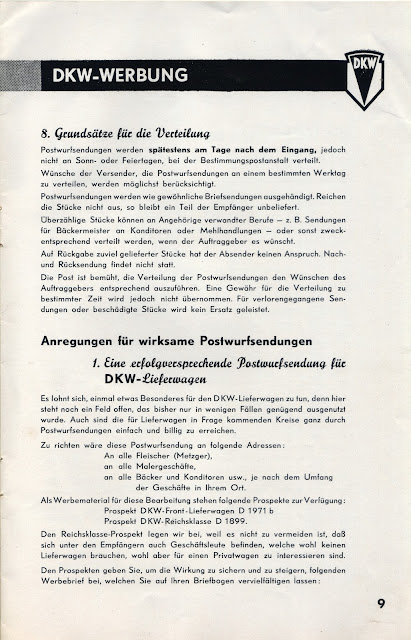 DKW-WERBUNG
DKW
8. Grundsätze für die Verteilung
Postwurfsendungen werden spätestens am Tage nach dem Eingang, jedoch
nicht an Sonn- oder Feiertagen, bei der Bestimmungspostanstalt verteilt.
Wünsche der Versender, die Postwurfsendungen an einem bestimmten Werktag
zu verteilen, werden möglichst berücksichtigt.
Postwurfsendungen werden wie gewöhnliche Briefsendungen ausgehändigt. Reichen
die Stücke nicht aus, so bleibt ein Teil der Empfänger unbeliefert.
Überzählige Stücke können an Angehörige verwandter Berufe — z. B. Sendungen
für Bäckermeister an Konditoren oder Mehlhandlungen — oder sonst zweck-
entsprechend verteilt werden, wenn der Auftraggeber es wünscht.
Auf Rückgabe zuviel gelieferter Stücke hat der Absender keinen Anspruch. Nach-
und Rücksendung findet nicht statt.
Die Post ist bemüht, die Verteilung der Postwurfsendungen den Wünschen des
Auftraggebers entsprechend auszuführen. Eine Gewähr für die Verteilung zu
bestimmter Zeit wird jedoch nicht übernommen. Für verlorengegangene Sen-
dungen oder beschädigte Stücke wird kein Ersatz geleistet.
Anregungen für wirksame Postwurfsendungen
1. Eine erfolgversprechende Postwurfsendung für
DKW-Lieferwagen
Es lohnt sich, einmal etwas Besonderes für den DKW-Lieferwagen zu tun, denn hier
steht noch ein Feld offen, das bisher nur in wenigen Fällen genügend ausgenutzt
wurde. Auch sind die für Lieferwagen in Frage kommenden Kreise ganz durch
Postwurfsendungen einfach und billig zu erreichen.
Zu richten wäre diese Postwurfsendung an folgende Adressen:
An alle Fleischer (Metzger),
an alle Malergeschäfte,
an alle Bäcker und Konditoren usw., je nach dem Umfang
der Geschäfte in Ihrem Ort.
Als Werbematerial für diese Bearbeitung stehen folgende Prospekte zur Verfügung:
Prospekt DKW-Front-Lieferwagen D 1971 b
Prospekt DKW-Reichsklasse D 1899.
Den Reichsklasse-Prospekt legen wir bei, weil es nicht zu vermeiden ist, daß
sich unter den Empfängern auch Geschäftsleute befinden, welche wohl keinen
Lieferwagen brauchen, wohl aber für einen Privatwagen zu interessieren sind.
Den Prospekten geben Sie, um die Wirkung zu sichern und zu steigern, folgenden
Werbebrief bei, welchen Sie auf Ihren Briefbogen vervielfältigen lassen:
9